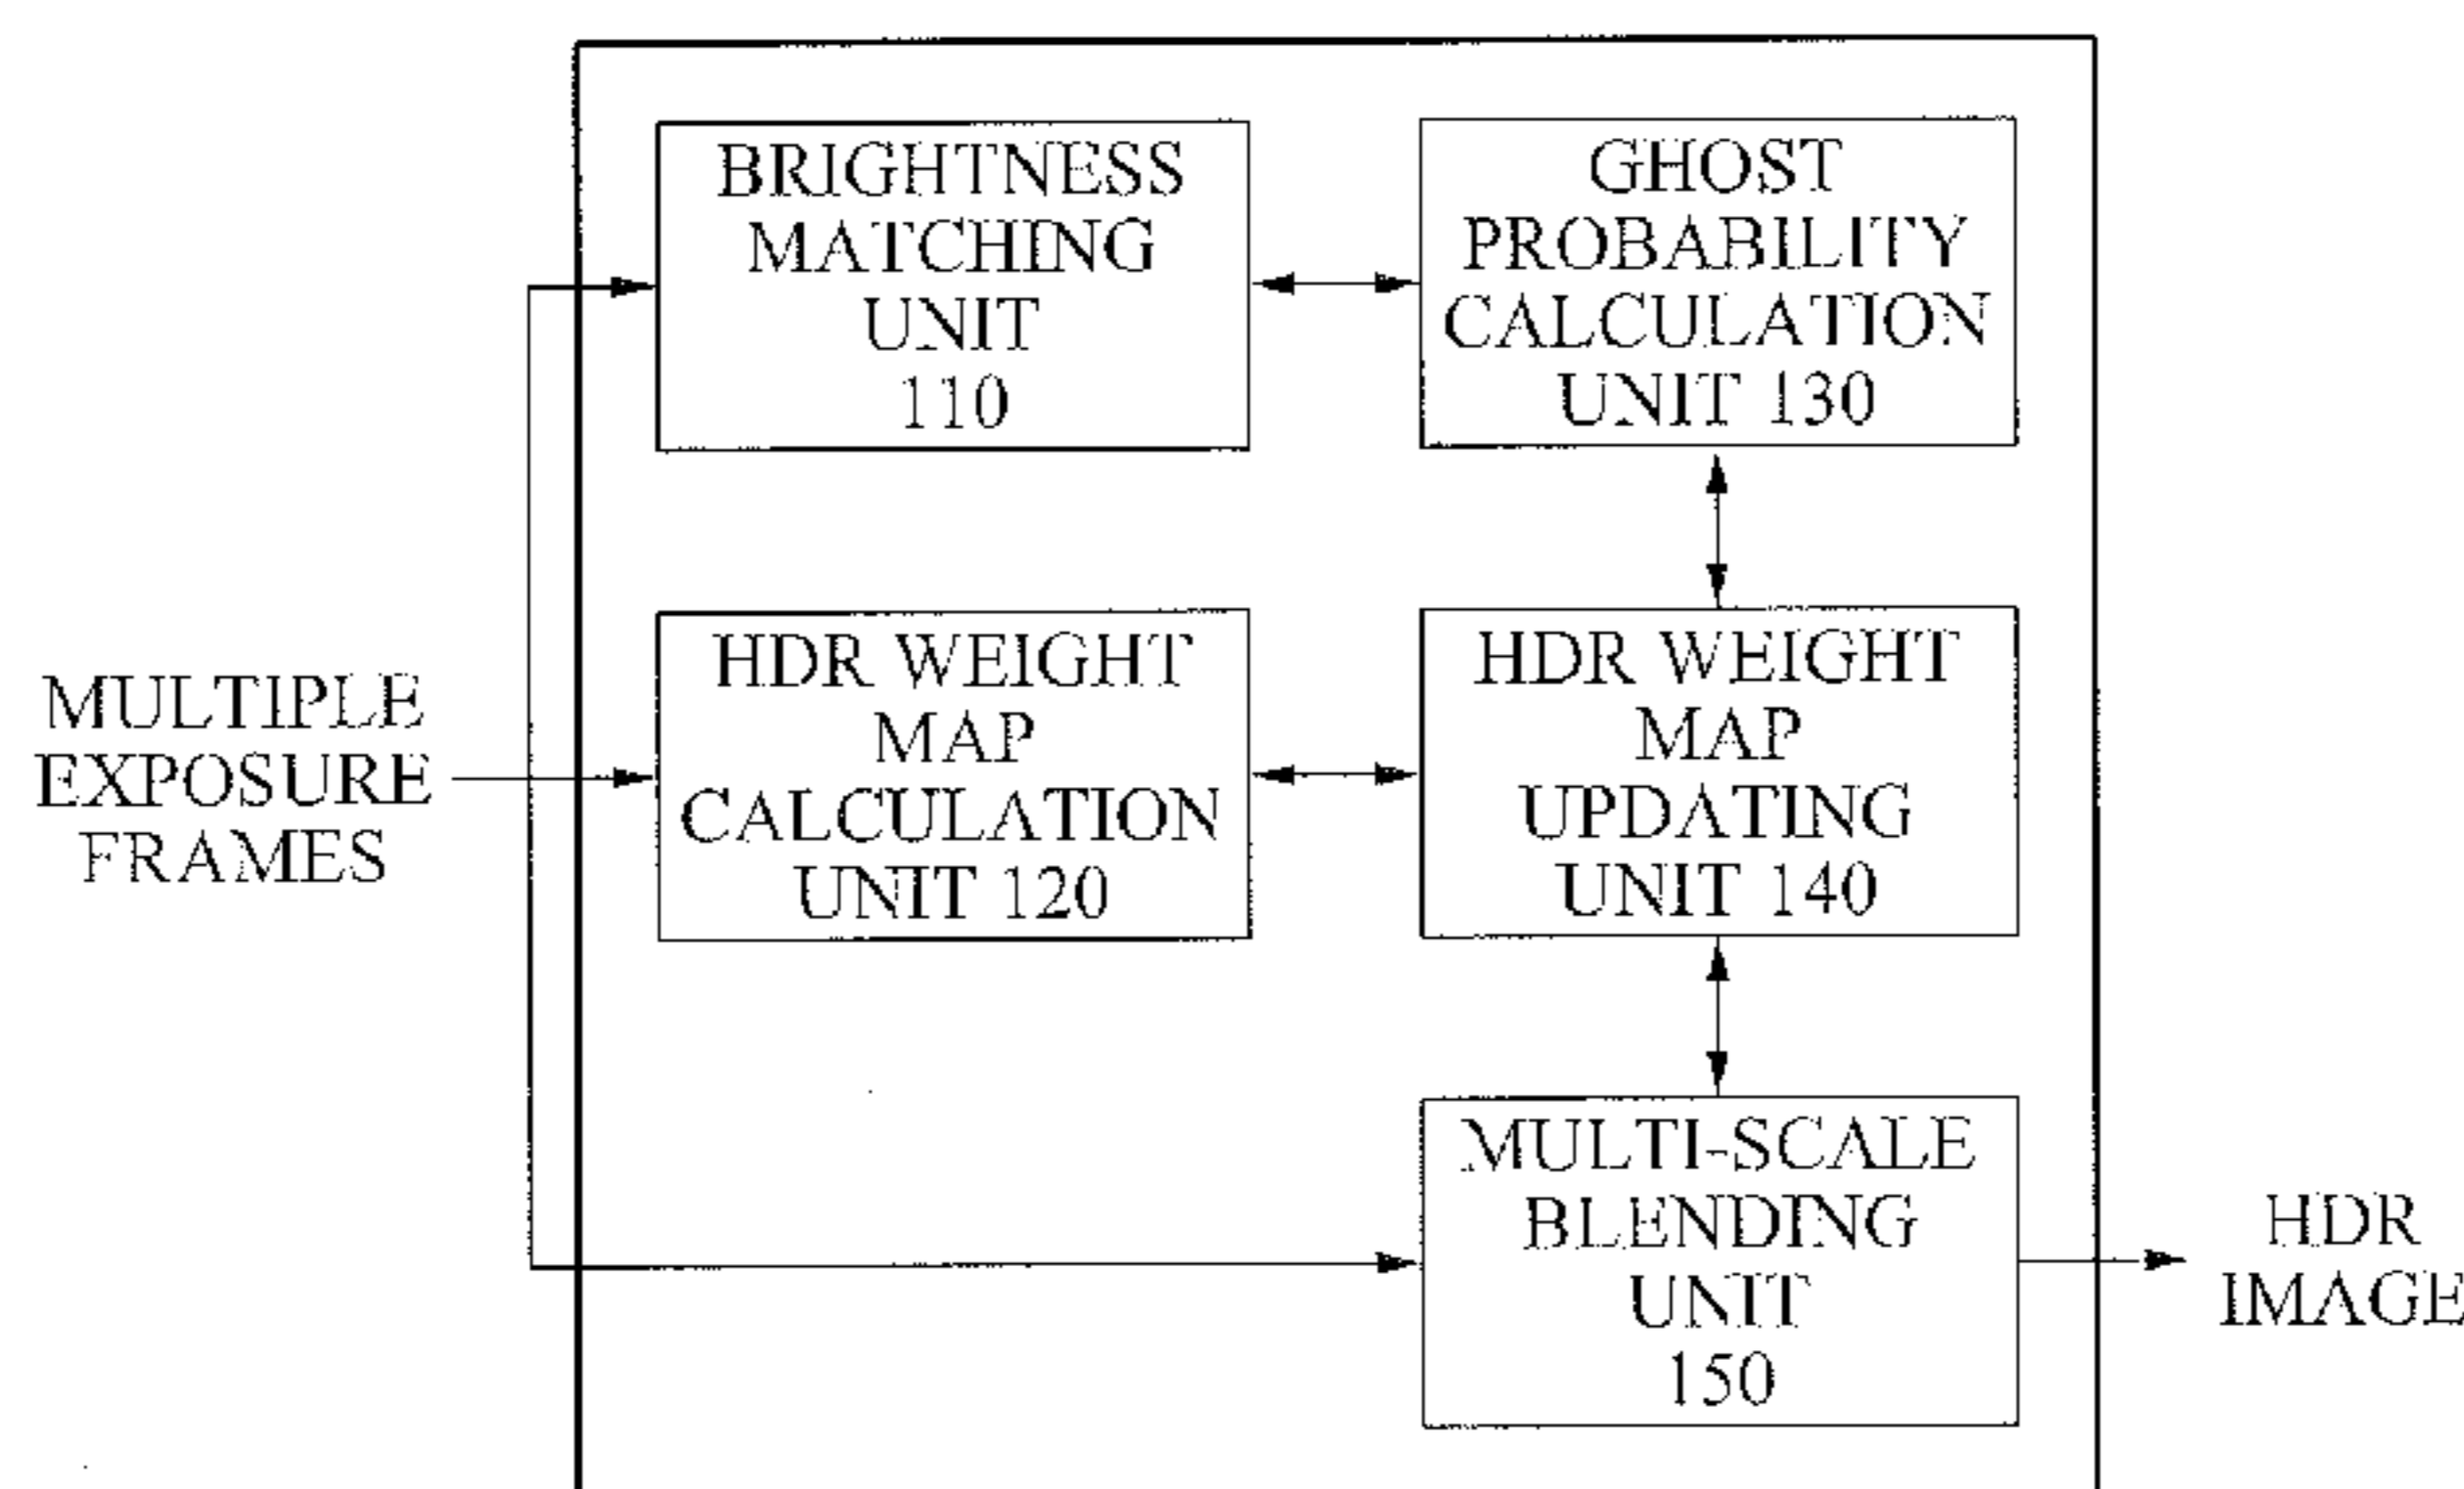 BRIGHTNESS
MATCHING
UNIT
110
GHOST
PROBABILITY
CALCULATION
UNIT 130
MULTIPLE
EXPOSURE
FRAMES
HDR WEIGHT
MAP
CALCULATION
UNIT 120
HDR WEIGHT
MAP
UPDATING
UNIT 140
MULTI-SCALE
BLENDING
UNIT
150
HDR
IMAGE